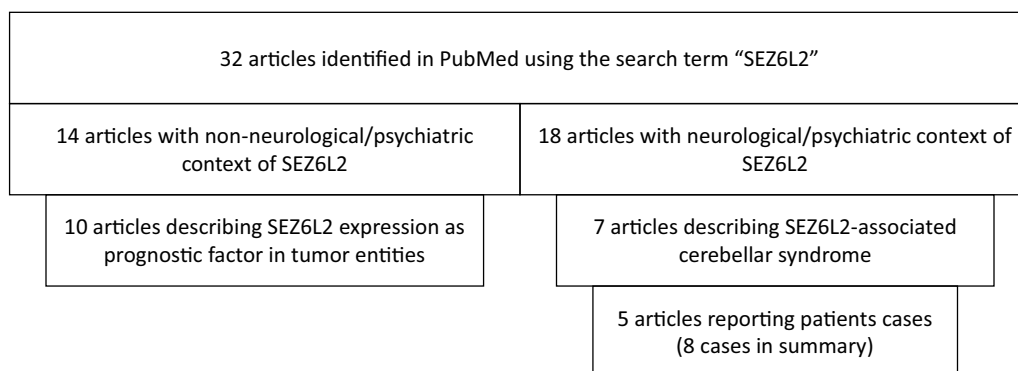 32 articles identified in PubMed using the search term “SEZ6L2”
14 articles with non-neurological/psychiatric
context of SEZ6L2
18 articles with neurological/psychiatric context of
SEZ6L2
10 articles describing SEZ6L2 expression as
prognostic factor in tumor entities
7 articles describing SEZ6L2-associated
cerebellar syndrome
5 articles reporting patients cases
(8 cases in summary)